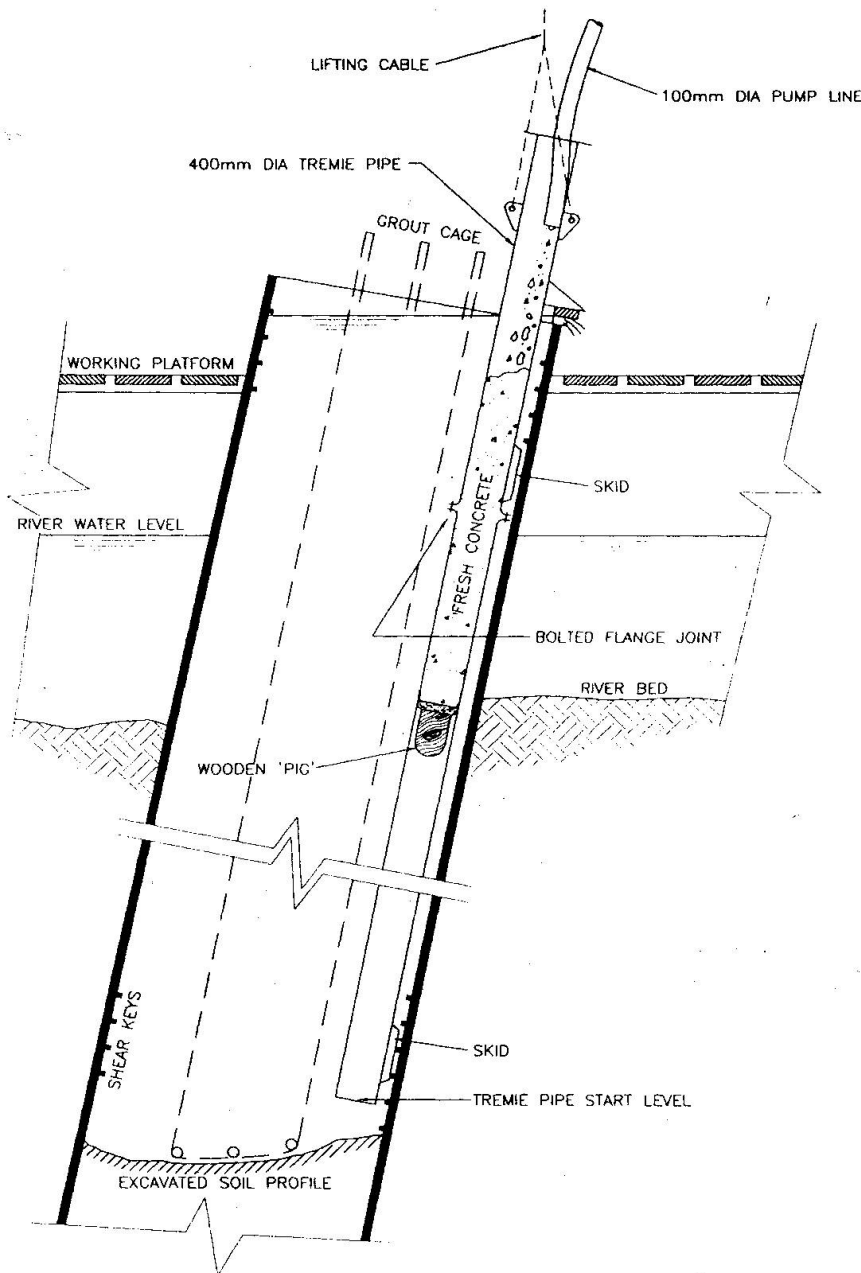 LIFTING CABLE
100mm DIA PUMP LINE
400mm DIA TREMIE PIPE
GROUT CAGE
WORKING PLATFORM
SKID
RIVER WATER LEVEL
FRESH CONCRETE
BOLTED FLANGE JOINT
RIVER BED
WOODEN 'PIG'
SHEAR KEYS
SKID
TREMIE PIPE START LEVEL
EXCAVATED SOIL PROFILE